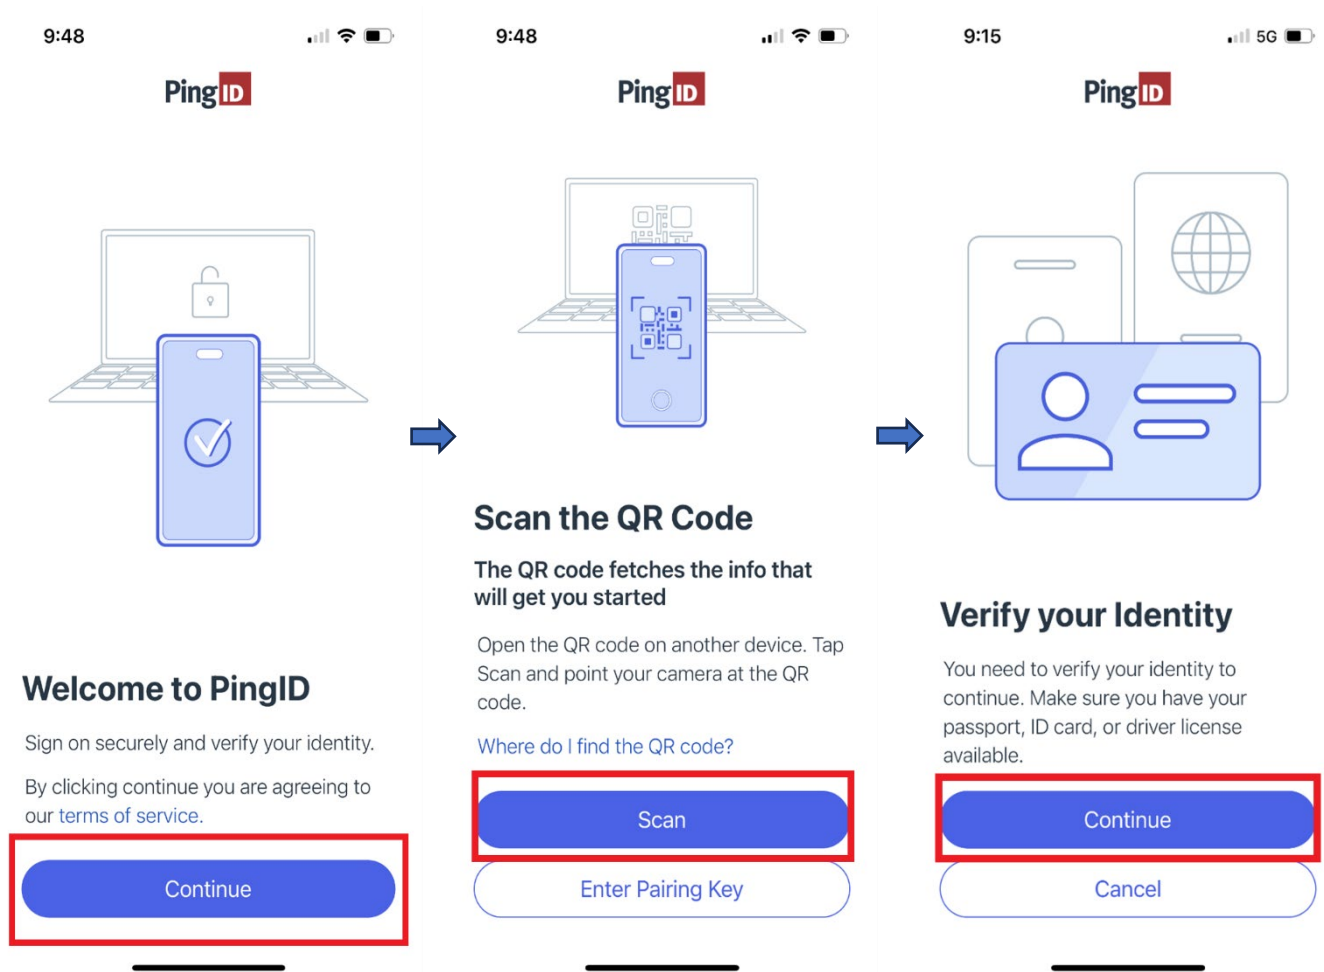 9:48
PingID
Welcome to PingID
Sign on securely and verify your identity.
By clicking continue you are agreeing to
our terms of service.
Continue
9:48
PingID
Scan the QR Code
The QR code fetches the info that
will get you started
Open the QR code on another device. Tap
Scan and point your camera at the QR
code.
Where do I find the QR code?
Scan
Enter Pairing Key
9:15
5G
PingID
Verify your Identity
You need to verify your identity to
continue. Make sure you have your
passport, ID card, or driver license
available.
Continue
Cancel